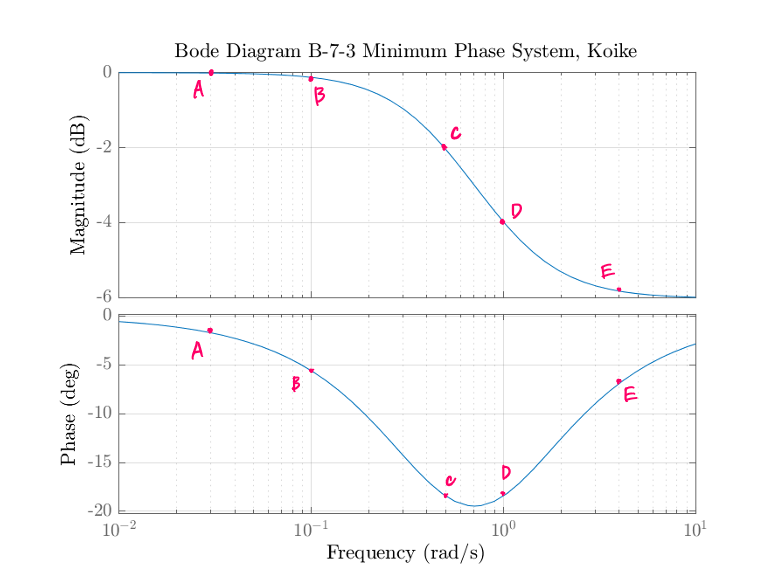 Bode Diagram B-7-3 Minimum Phase System, Koike
0
-2
-4
-6
Magnitude (dB)
A
B
C
D
E
0
-5
-10
-15
-20
Phase (deg)
A
B
C
D
E
10^-2
10^-1
10^0
10^1
Frequency (rad/s)